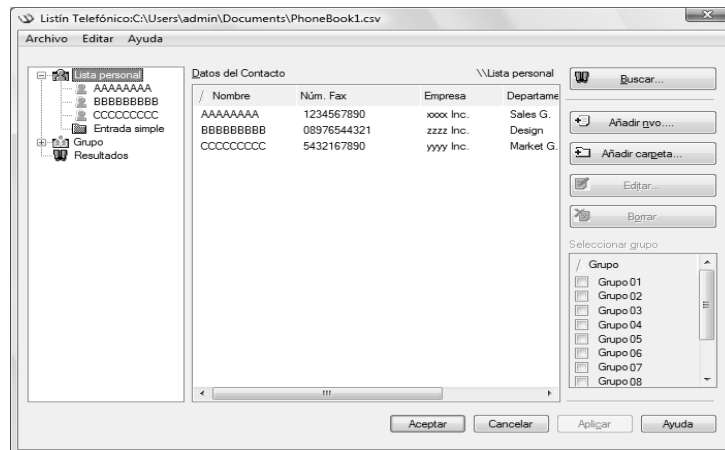 Listín Telefónico:C:\Users\admin\Documents\PhoneBook1.csv
Archivo Editar Ayuda
Lista personal
AAAAAAAA
BBBBBBBBB
CCCCCCCCC
Entrada simple
Grupo
Resultados
Datos del Contacto \\Lista personal
/ Nombre Núm. Fax Empresa Departame
AAAAAAAA 1234567890 xxxx Inc. Sales G.
BBBBBBBBB 08976544321 zzzz Inc. Design
CCCCCCCCC 5432167890 yyyy Inc. Market G.
Buscar...
Añadir nvo....
Añadir carpeta...
Editar...
Borrar
Seleccionar grupo
/ Grupo
Grupo 01
Grupo 02
Grupo 03
Grupo 04
Grupo 05
Grupo 06
Grupo 07
Grupo 08
Aceptar Cancelar Aplicar Ayuda